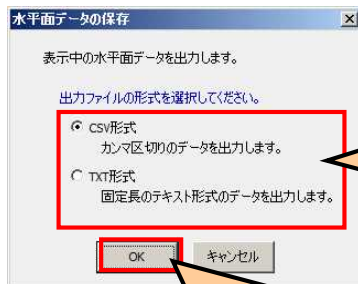 水平面データの保存
表示中の水平面データを出力します。
出力ファイルの形式を選択してください。
CSV形式
カンマ区切りのデータを出力します。
TXT形式
固定長のテキスト形式のデータを出力します。
OK
キャンセル